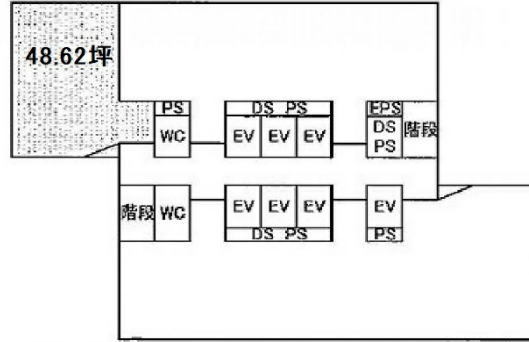 48.62坪
PS DS PS EPS
WC EV EV EV DS PS 階段
階段 WC EV EV EV EV
DS PS PS